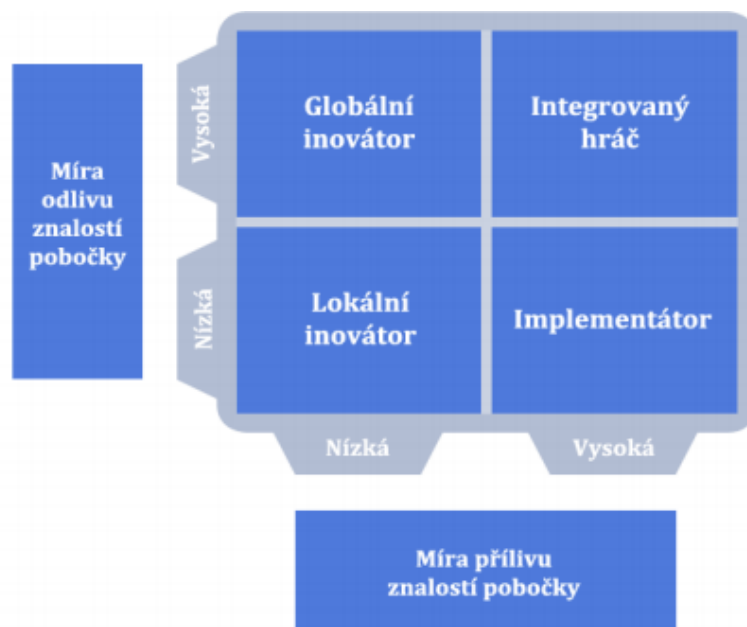 Míra
odlivu
znalostí
pobočky
Vysoká
Nízká
Globální
inovátor
Integrovaný
hráč
Lokální
inovátor
Implementátor
Nízká
Vysoká
Míra přílivu
znalostí pobočky